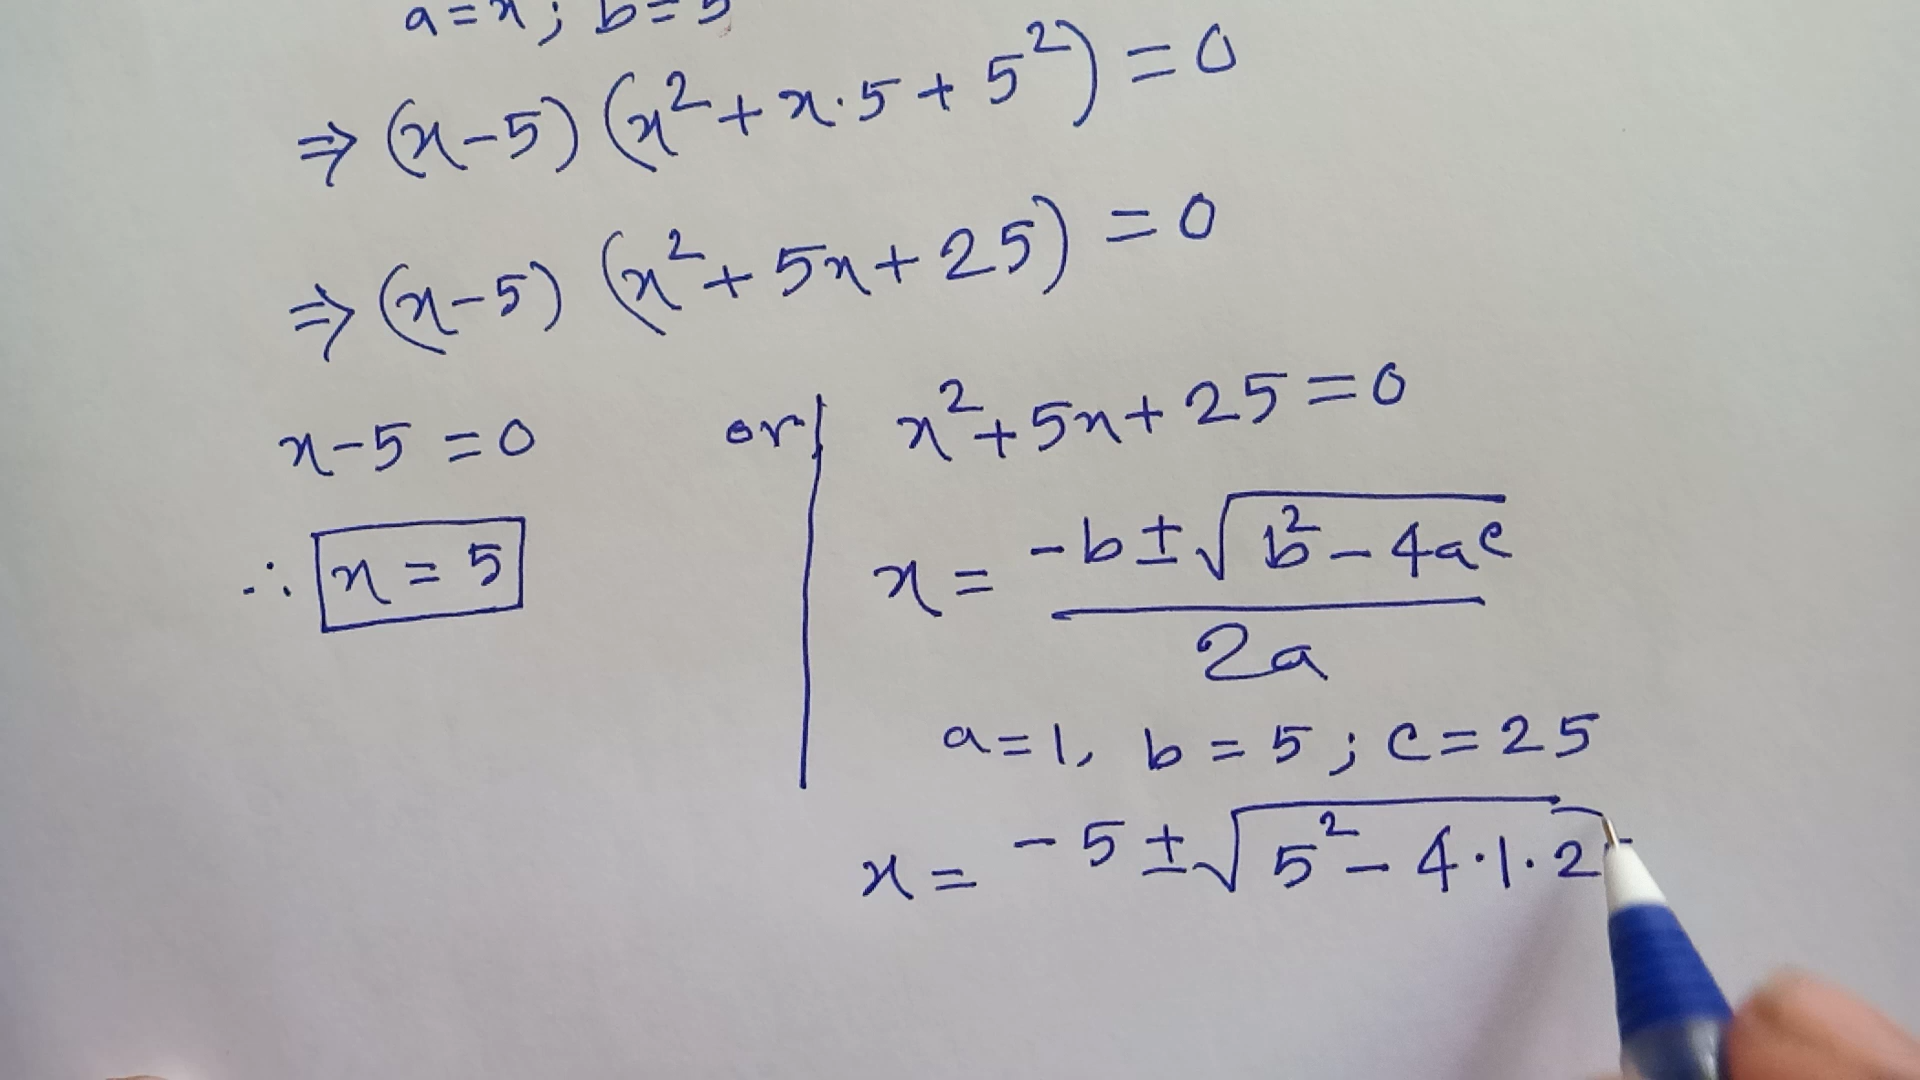 a=x; b=5
⇒ (x-5) (x²+x·5+5²) = 0
⇒ (x-5) (x²+5x+25) = 0
x-5 = 0 or x²+5x+25=0
∴ x = 5
x = -b±√b²-4ac
2a
a=1, b=5; c=25
x= -5±√5²-4·1·2